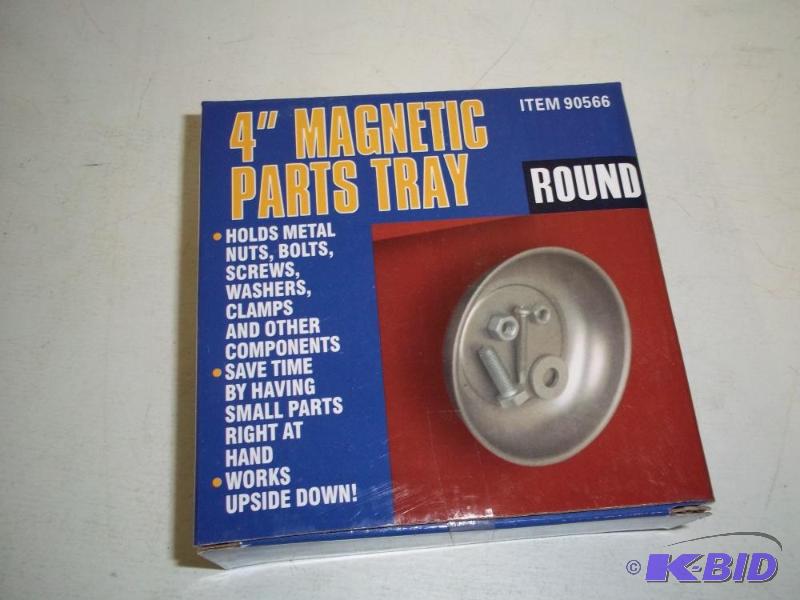 ITEM 90566
4" MAGNETIC
PARTS TRAY
ROUND
• HOLDS METAL
NUTS, BOLTS,
SCREWS,
WASHERS,
CLAMPS
AND OTHER
COMPONENTS
• SAVE TIME
BY HAVING
SMALL PARTS
RIGHT AT
HAND
• WORKS
UPSIDE DOWN!
© K-BID